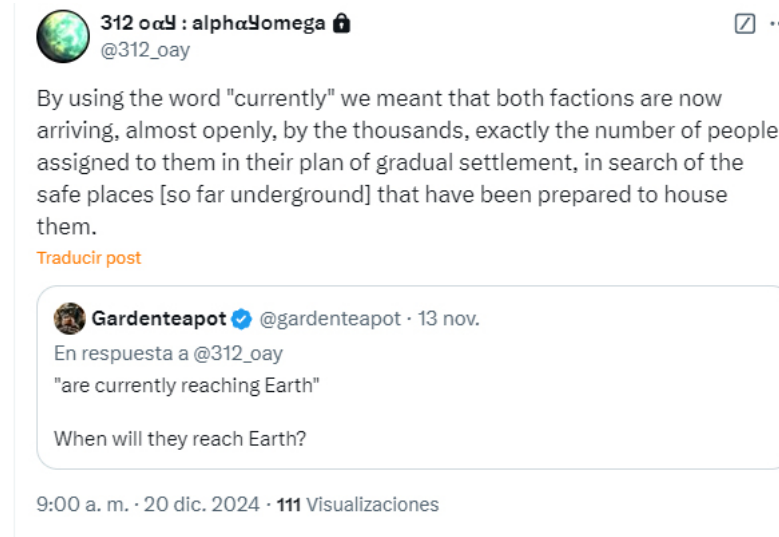 312 oαY : alphαYomega
@312_oay
By using the word "currently" we meant that both factions are now
arriving, almost openly, by the thousands, exactly the number of people
assigned to them in their plan of gradual settlement, in search of the
safe places [so far underground] that have been prepared to house
them.
Traducir post
Gardenteapot @gardenteapot · 13 nov.
En respuesta a @312_oay
"are currently reaching Earth"
When will they reach Earth?
9:00 a. m. · 20 dic. 2024 · 111 Visualizaciones